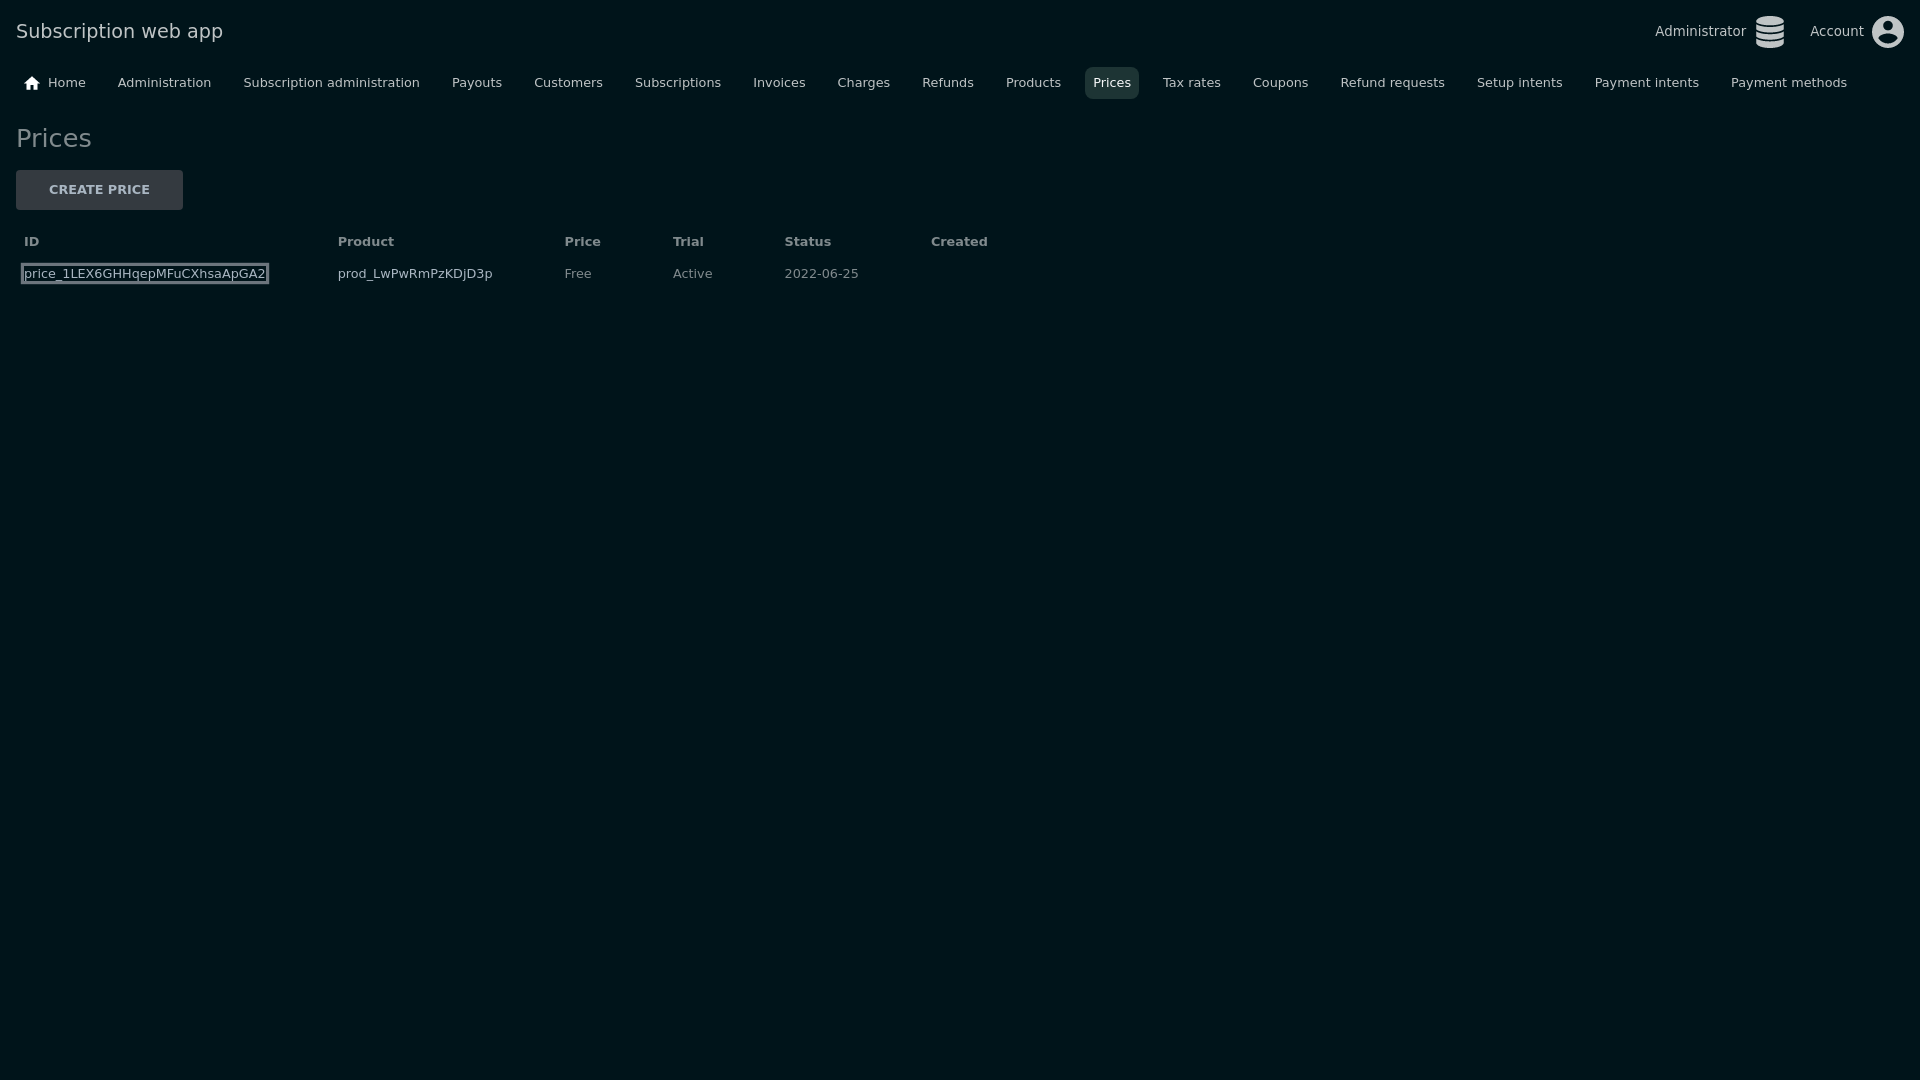 Subscription web app
Administrator
Account
Home Administration Subscription administration Payouts Customers Subscriptions Invoices Charges Refunds Products Prices Tax rates Coupons Refund requests Setup intents Payment intents Payment methods
Prices
CREATE PRICE
ID Product Price Trial Status Created
price_1LEX6GHHqepMFuCXhsaApGA2 prod_LwPwRmPzKDjD3p Free Active 2022-06-25